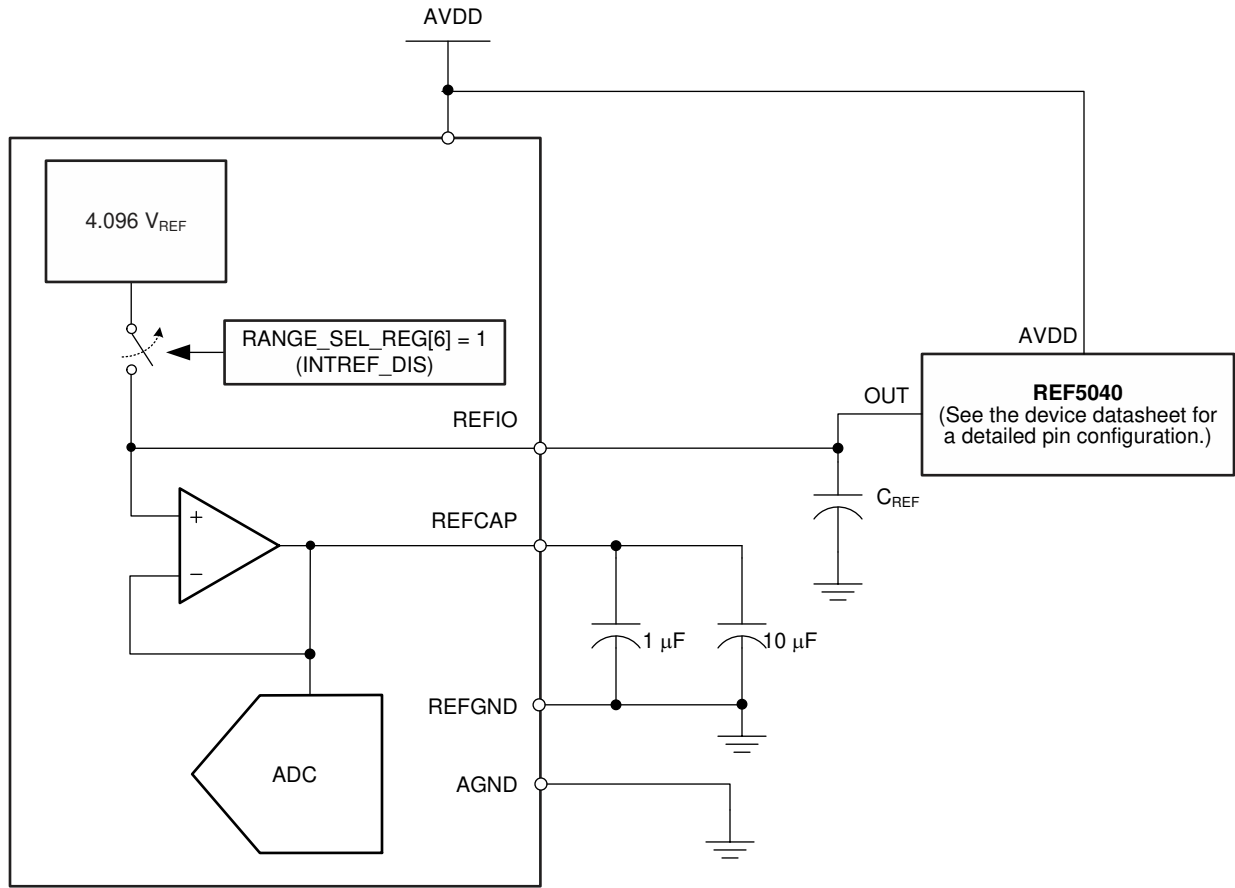 AVDD
4.096 VREF
RANGE_SEL_REG[6] = 1
(INTREF_DIS)
AVDD
REF5040
(See the device datasheet for
a detailed pin configuration.)
OUT
REFIO
CREF
+
−
REFCAP
1 μF
10 μF
REFGND
ADC
AGND